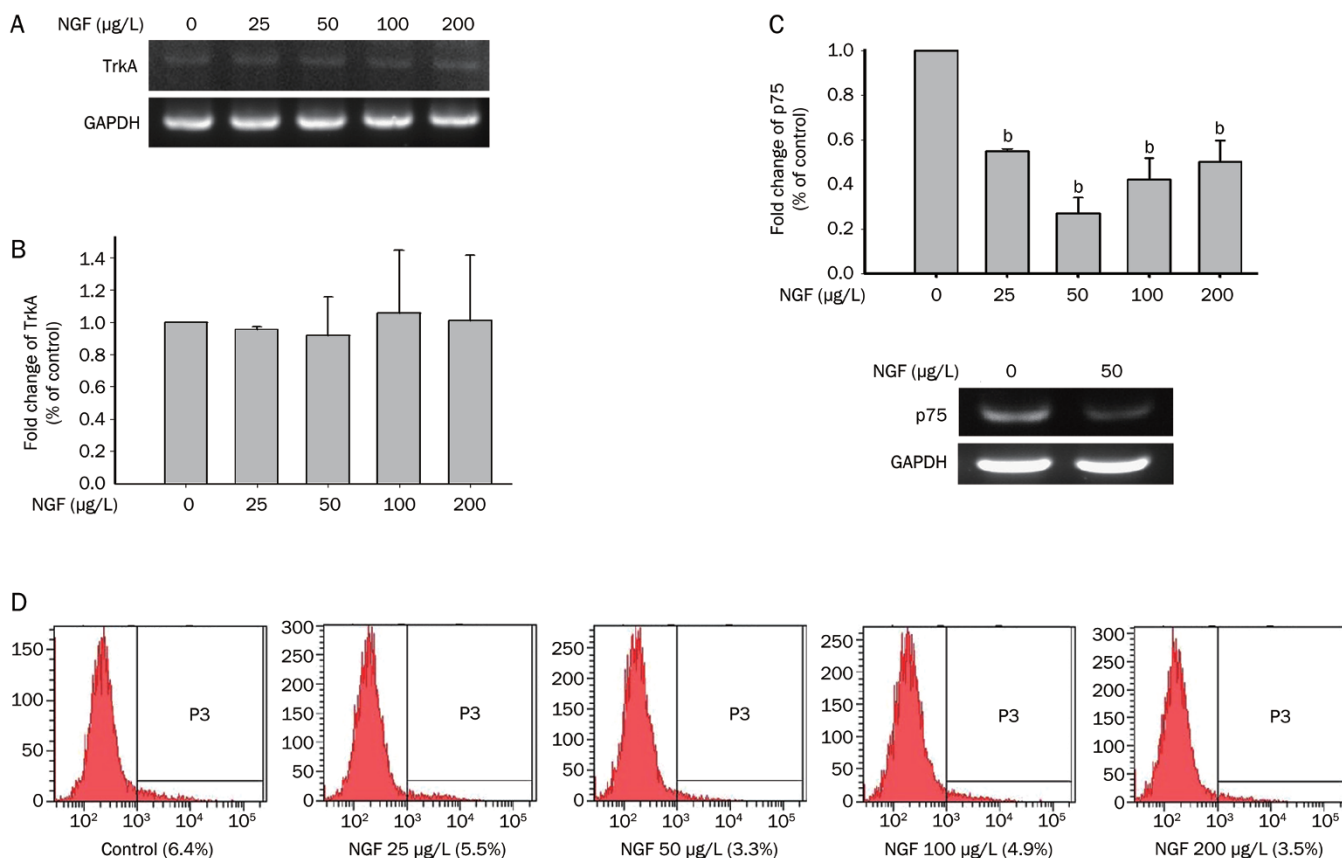 A
NGF (µg/L) 0 25 50 100 200
TrkA
GAPDH
B
Fold change of TrkA
(% of control)
1.4
1.2
1.0
0.8
0.6
0.4
0.2
0.0
NGF (µg/L) 0 25 50 100 200
C
Fold change of p75
(% of control)
1.0
0.8
0.6
0.4
0.2
0.0
b b b b
NGF (µg/L) 0 25 50 100 200
NGF (µg/L) 0 50
p75
GAPDH
D
150
100
50
0
P3
10² 10³ 10⁴ 10⁵
Control (6.4%)
300
250
200
150
100
50
0
P3
10² 10³ 10⁴ 10⁵
NGF 25 µg/L (5.5%)
250
200
150
100
50
0
P3
10² 10³ 10⁴ 10⁵
NGF 50 µg/L (3.3%)
250
200
150
100
50
0
P3
10² 10³ 10⁴ 10⁵
NGF 100 µg/L (4.9%)
300
250
200
150
100
50
0
P3
10² 10³ 10⁴ 10⁵
NGF 200 µg/L (3.5%)